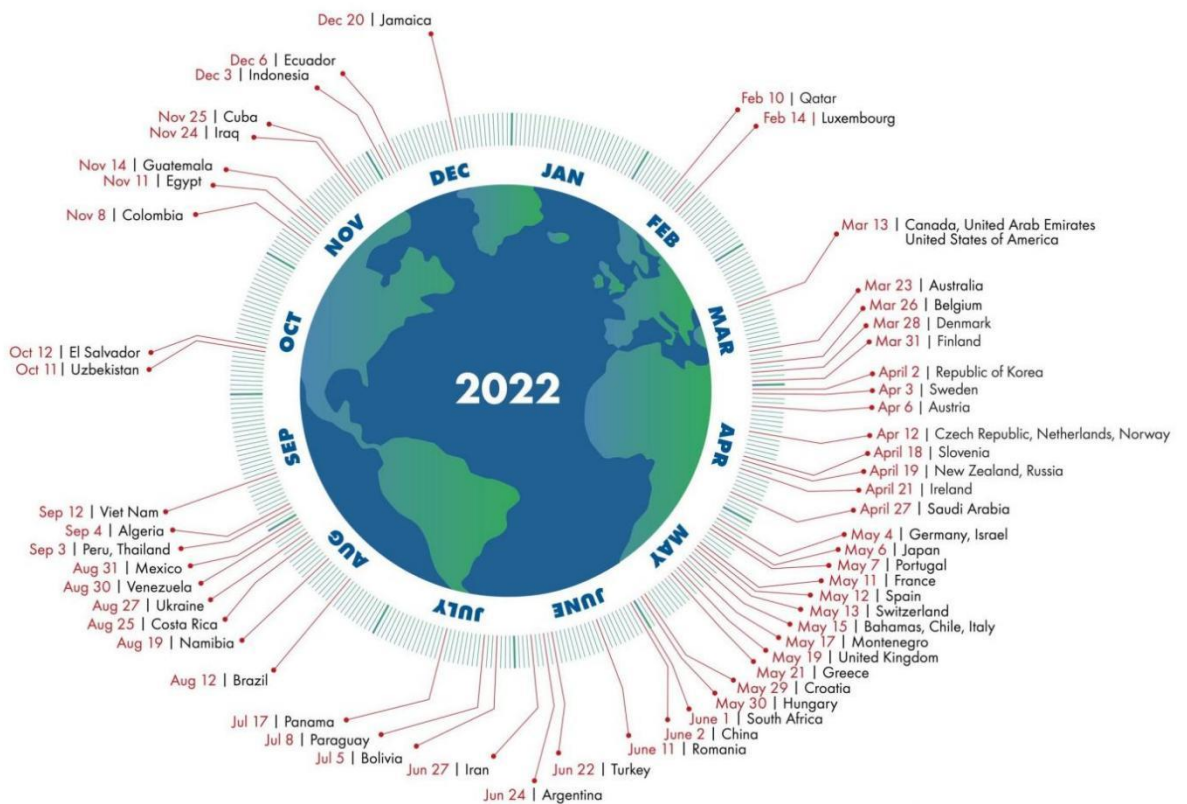 Dec 20 | Jamaica
Dec 6 | Ecuador
Dec 3 | Indonesia
Nov 25 | Cuba
Nov 24 | Iraq
Nov 14 | Guatemala
Nov 11 | Egypt
Nov 8 | Colombia
Oct 12 | El Salvador
Oct 11 | Uzbekistan
Sep 12 | Viet Nam
Sep 4 | Algeria
Sep 3 | Peru, Thailand
Aug 31 | Mexico
Aug 30 | Venezuela
Aug 27 | Ukraine
Aug 25 | Costa Rica
Aug 19 | Namibia
Aug 12 | Brazil
Jul 17 | Panama
Jul 8 | Paraguay
Jul 5 | Bolivia
Jun 27 | Iran
Jun 24 | Argentina
Jun 22 | Turkey
Feb 10 | Qatar
Feb 14 | Luxembourg
Mar 13 | Canada, United Arab Emirates
United States of America
Mar 23 | Australia
Mar 26 | Belgium
Mar 28 | Denmark
Mar 31 | Finland
April 2 | Republic of Korea
Apr 3 | Sweden
Apr 6 | Austria
Apr 12 | Czech Republic, Netherlands, Norway
April 18 | Slovenia
April 19 | New Zealand, Russia
April 21 | Ireland
April 27 | Saudi Arabia
May 4 | Germany, Israel
May 6 | Japan
May 7 | Portugal
May 11 | France
May 12 | Spain
May 13 | Switzerland
May 15 | Bahamas, Chile, Italy
May 17 | Montenegro
May 19 | United Kingdom
May 21 | Greece
May 29 | Croatia
May 30 | Hungary
June 1 | South Africa
June 2 | China
June 11 | Romania
JAN
FEB
MAR
APR
MAY
JUNE
JULY
AUG
SEP
OCT
NOV
DEC
2022